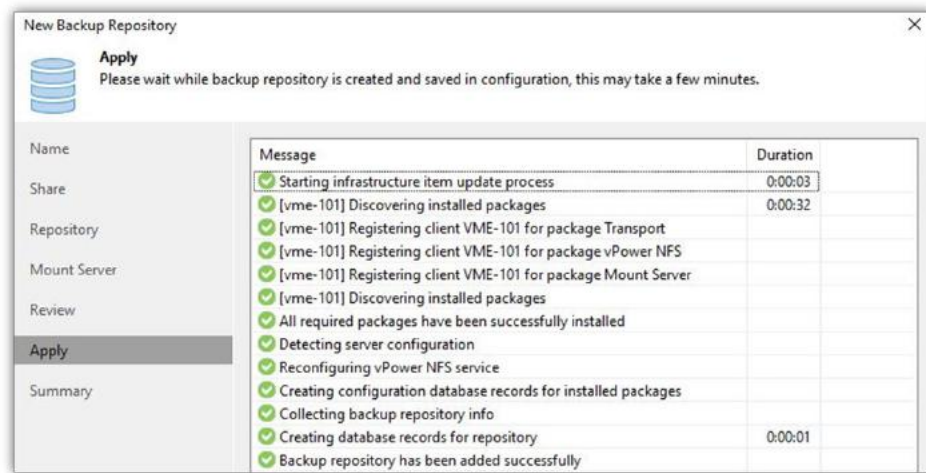 New Backup Repository
Apply
Please wait while backup repository is created and saved in configuration, this may take a few minutes.
Name
Share
Repository
Mount Server
Review
Apply
Summary
Message Duration
Starting infrastructure item update process 0:00:03
[vme-101] Discovering installed packages 0:00:32
[vme-101] Registering client VME-101 for package Transport
[vme-101] Registering client VME-101 for package vPower NFS
[vme-101] Registering client VME-101 for package Mount Server
[vme-101] Discovering installed packages
All required packages have been successfully installed
Detecting server configuration
Reconfiguring vPower NFS service
Creating configuration database records for installed packages
Collecting backup repository info
Creating database records for repository 0:00:01
Backup repository has been added successfully